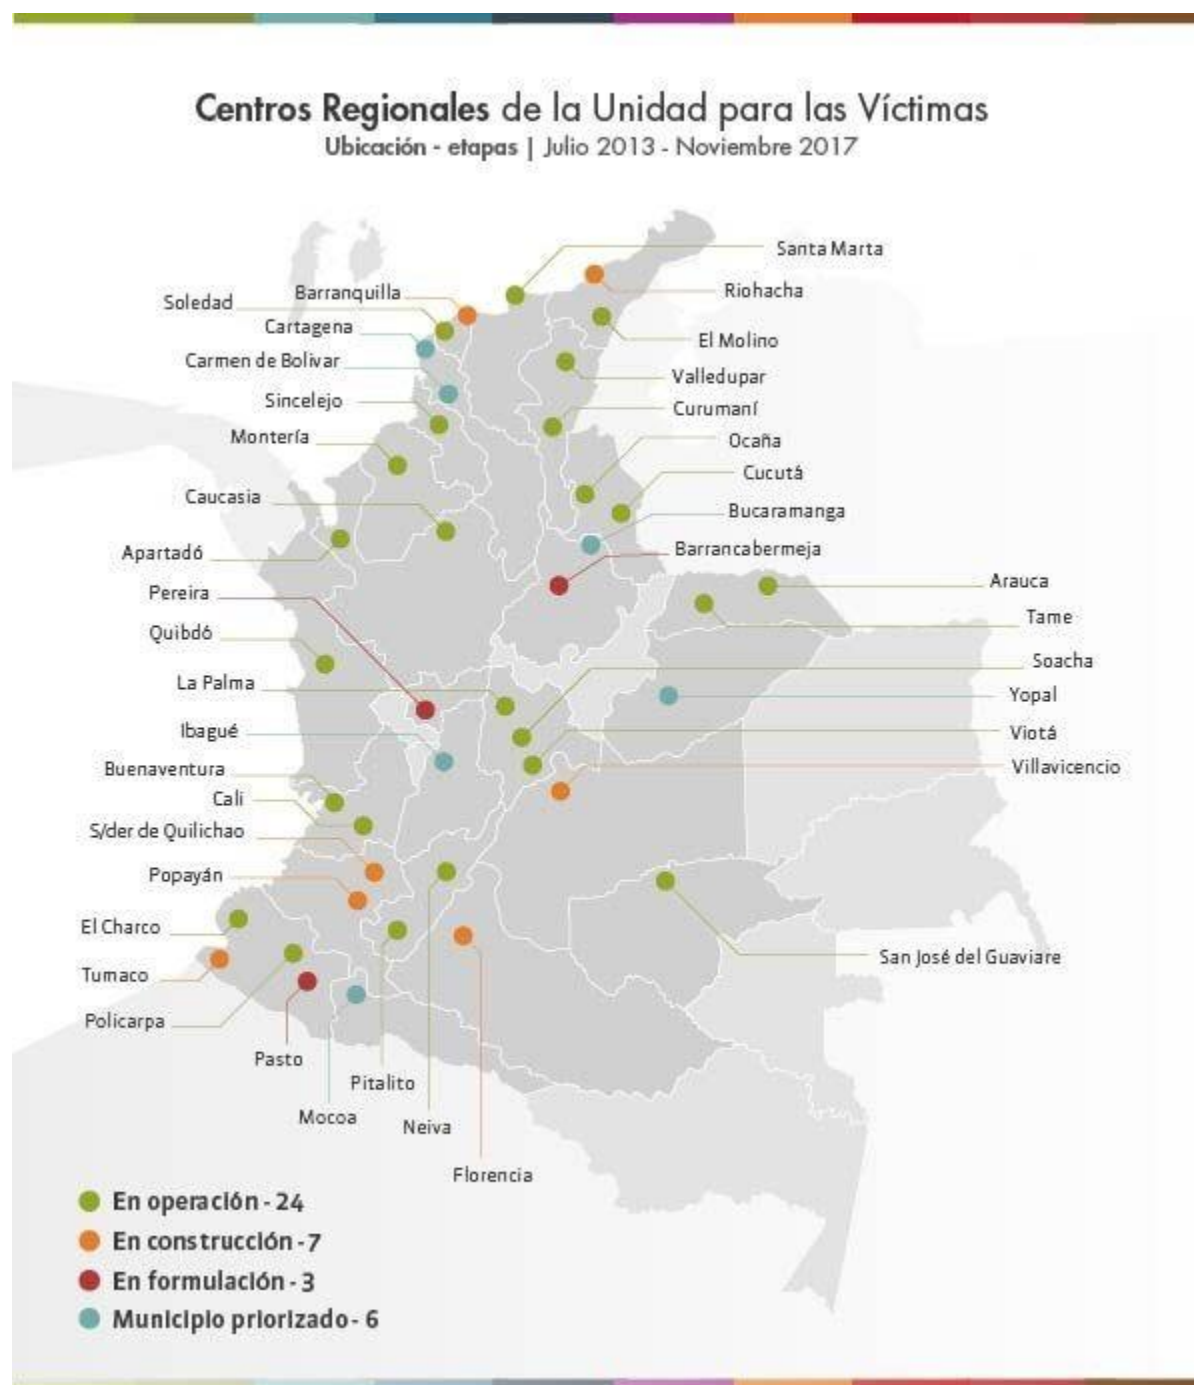 Centros Regionales de la Unidad para las Víctimas
Ubicación - etapas | Julio 2013 - Noviembre 2017
Santa Marta
Riohacha
Barranquilla
Soledad
Cartagena
El Molino
Carmen de Bolivar
Valledupar
Sincelejo
Curumaní
Montería
Ocaña
Cucutá
Caucasia
Bucaramanga
Apartadó
Barrancabermeja
Arauca
Pereira
Tame
Quibdó
Soacha
La Palma
Yopal
Ibagué
Viotá
Buenaventura
Villavicencio
Cali
S/der de Quilichao
Popayán
El Charco
San José del Guaviare
Tumaco
Policarpa
Pasto
Pitalito
Mocoa
Neiva
Florencia
En operación - 24
En construcción - 7
En formulación - 3
Municipio priorizado - 6